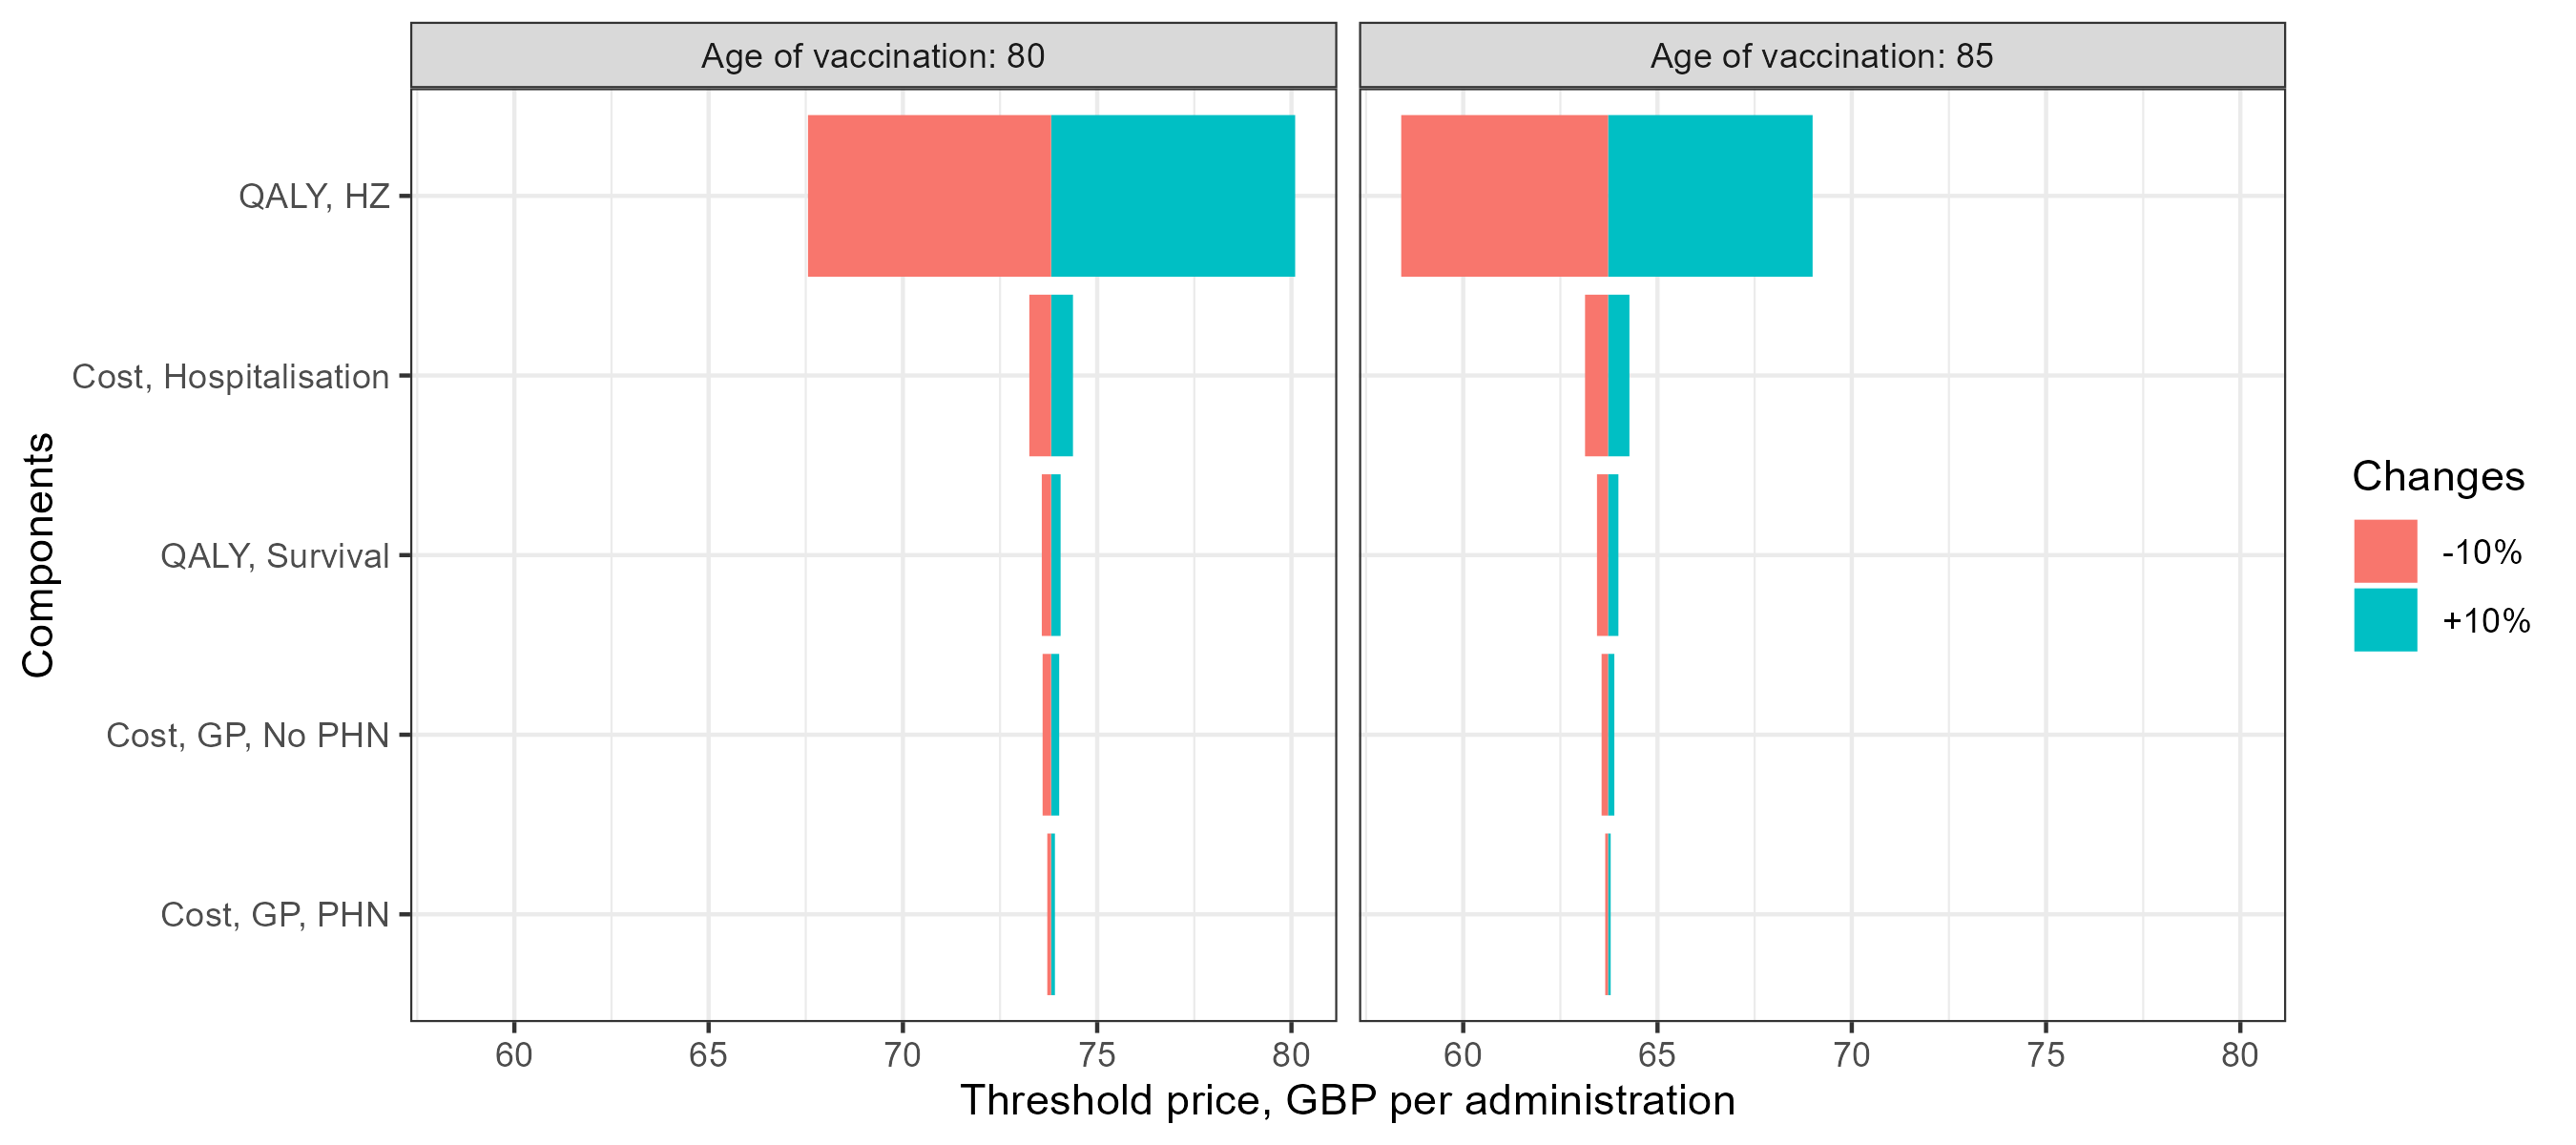 Age of vaccination: 80
Age of vaccination: 85
Components
QALY, HZ
Cost, Hospitalisation
QALY, Survival
Cost, GP, No PHN
Cost, GP, PHN
60 65 70 75 80
60 65 70 75 80
Threshold price, GBP per administration
Changes
-10%
+10%